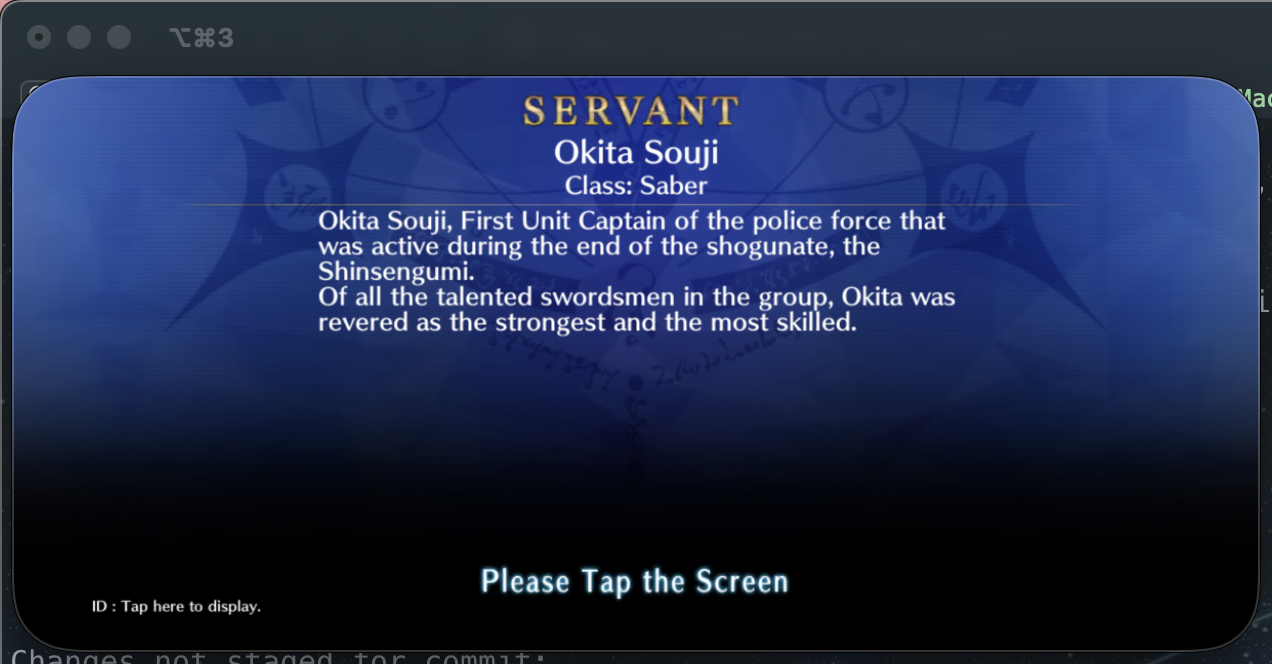 ⌥⌘3
SERVANT
Okita Souji
Class: Saber
Okita Souji, First Unit Captain of the police force that
was active during the end of the shogunate, the
Shinsengumi.
Of all the talented swordsmen in the group, Okita was
revered as the strongest and the most skilled.
Please Tap the Screen
ID : Tap here to display.
Changes not staged for commit: